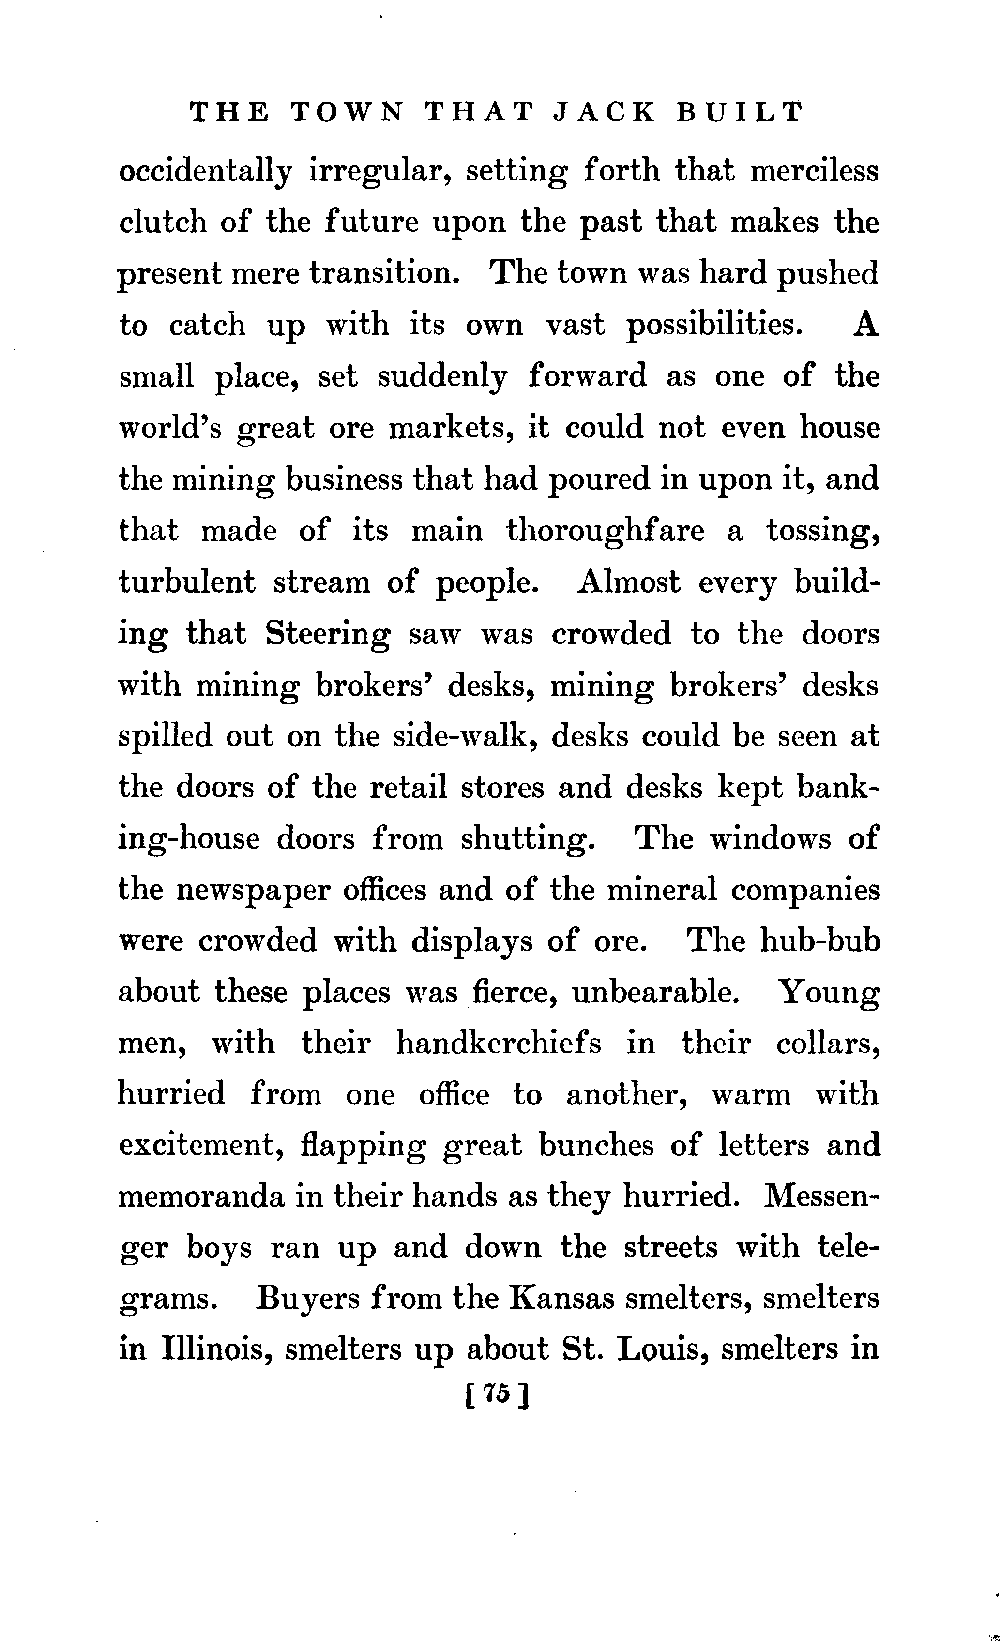 THE TOWN THAT JACK BUILT
occidentally irregular, setting forth that merciless
clutch of the future upon the past that makes the
present mere transition. The town was hard pushed
to catch up with its own vast possibilities. A
small place, set suddenly forward as one of the
world's great ore markets, it could not even house
the mining business that had poured in upon it, and
that made of its main thoroughfare a tossing,
turbulent stream of people. Almost every build-
ing that Steering saw was crowded to the doors
with mining brokers' desks, mining brokers' desks
spilled out on the side-walk, desks could be seen at
the doors of the retail stores and desks kept bank-
ing-house doors from shutting. The windows of
the newspaper offices and of the mineral companies
were crowded with displays of ore. The hub-bub
about these places was fierce, unbearable. Young
men, with their handkerchiefs in their collars,
hurried from one office to another, warm with
excitement, flapping great bunches of letters and
memoranda in their hands as they hurried. Messen-
ger boys ran up and down the streets with tele-
grams. Buyers from the Kansas smelters, smelters
in Illinois, smelters up about St. Louis, smelters in
[75]